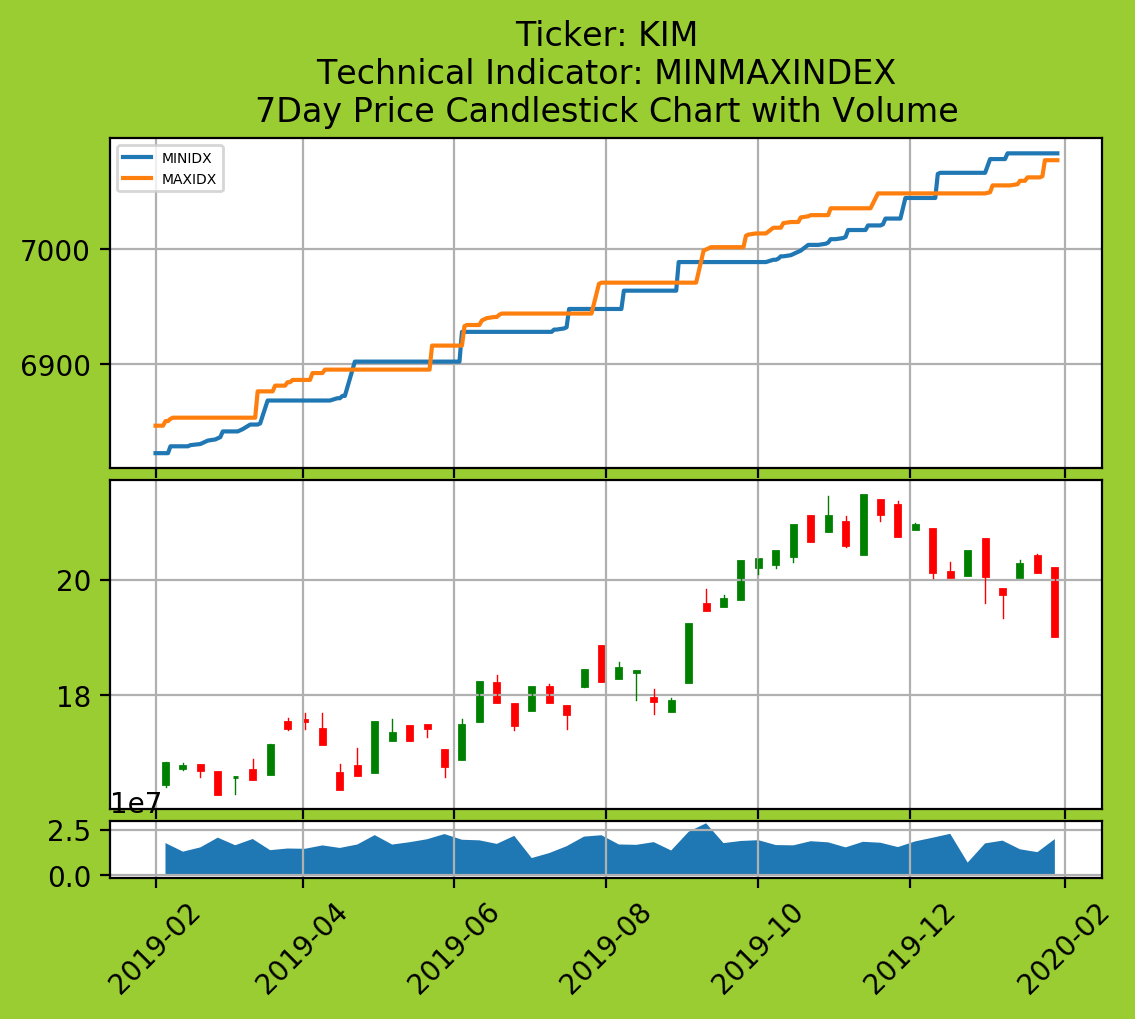 Ticker: KIM
Technical Indicator: MINMAXINDEX
7Day Price Candlestick Chart with Volume
MINIDX
MAXIDX
7000
6900
20
18
1e7
2.5
0.0
2019-02
2019-04
2019-06
2019-08
2019-10
2019-12
2020-02